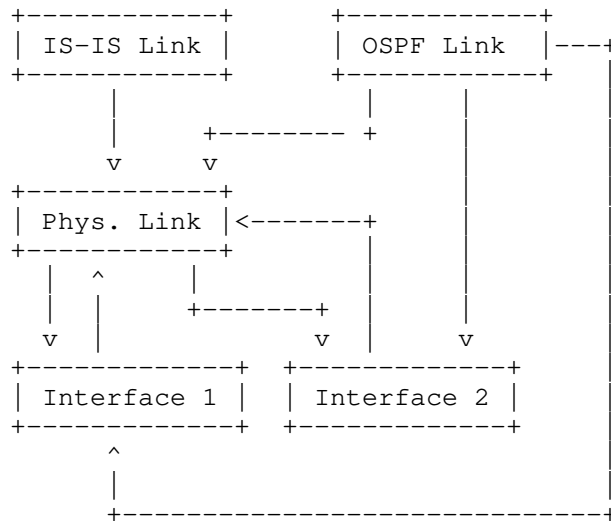 IS-IS Link OSPF Link
Phys. Link
Interface 1 Interface 2